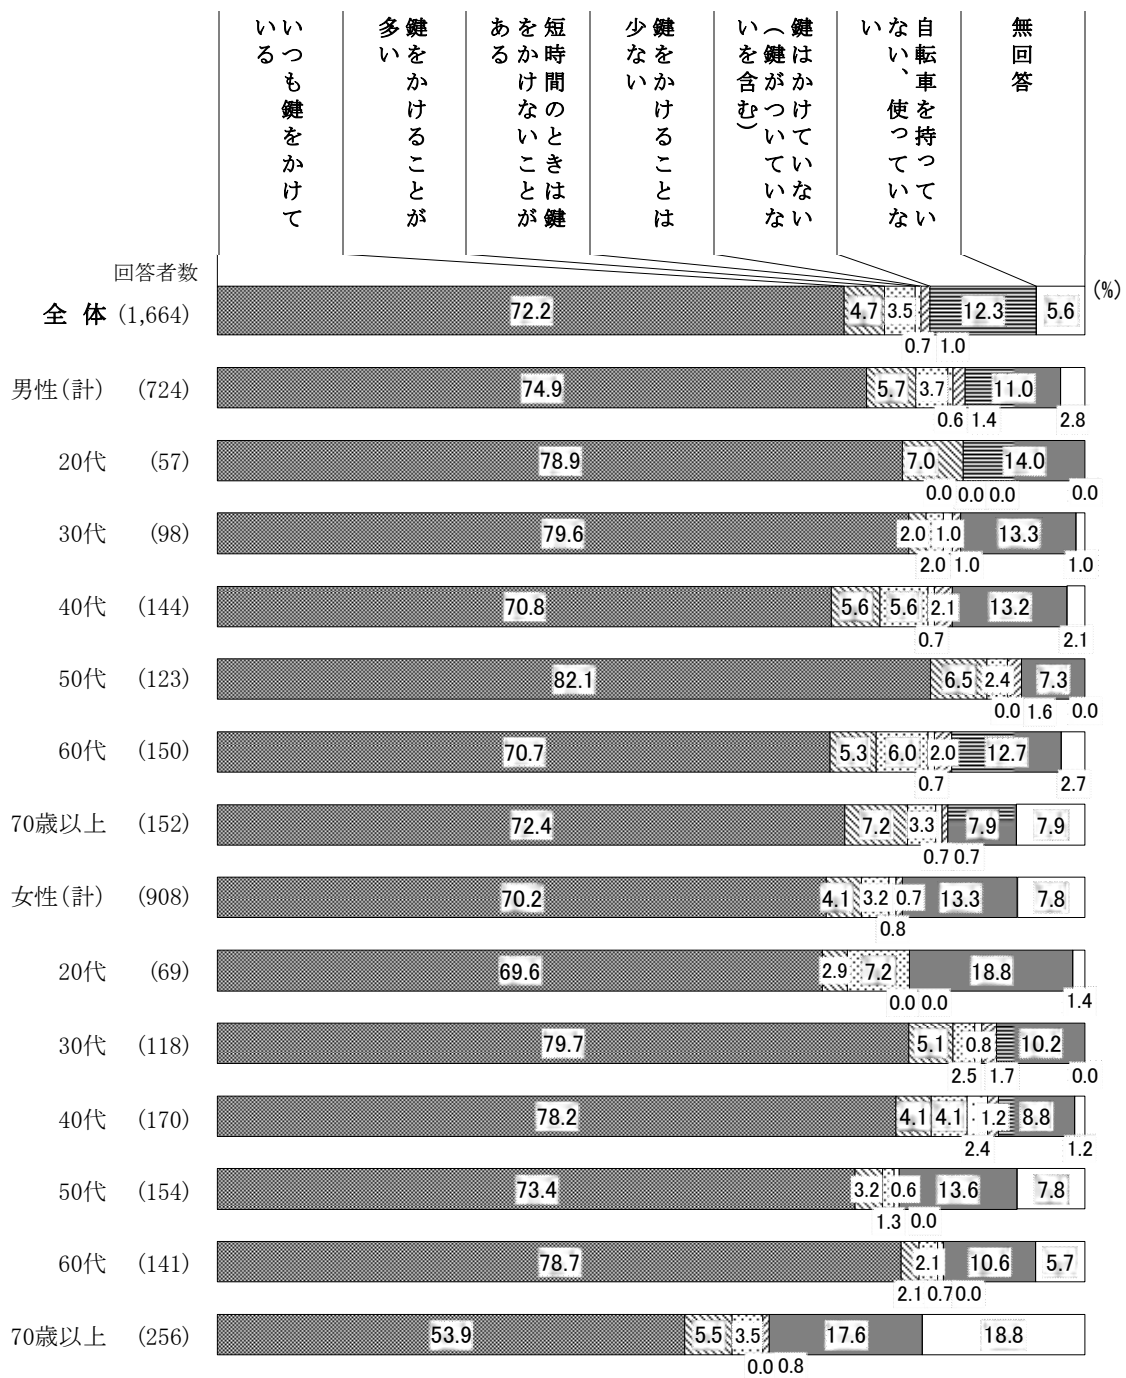 いつも鍵をかけて
いる
鍵をかけることが
多い
短時間のときは鍵
をかけないことが
ある
鍵をかけることは
少ない
鍵はかけていない
（鍵がついていな
いを含む）
自転車を持ってい
ない、使っていな
い
無回答
回答者数
(%)
全 体 (1,664) 72.2 4.7 3.5 12.3 5.6
0.7 1.0
男性(計) (724) 74.9 5.7 3.7 11.0
0.6 1.4 2.8
20代 (57) 78.9 7.0 14.0
0.0 0.0 0.0 0.0
30代 (98) 79.6 2.0 1.0 13.3
2.0 1.0 1.0
40代 (144) 70.8 5.6 5.6 2.1 13.2
0.7 2.1
50代 (123) 82.1 6.5 2.4 7.3
0.0 1.6 0.0
60代 (150) 70.7 5.3 6.0 2.0 12.7
0.7 2.7
70歳以上 (152) 72.4 7.2 3.3 7.9 7.9
0.7 0.7
女性(計) (908) 70.2 4.1 3.2 0.7 13.3 7.8
0.8
20代 (69) 69.6 2.9 7.2 18.8
0.0 0.0 1.4
30代 (118) 79.7 5.1 0.8 10.2
2.5 1.7 0.0
40代 (170) 78.2 4.1 4.1 1.2 8.8
2.4 1.2
50代 (154) 73.4 3.2 0.6 13.6 7.8
1.3 0.0
60代 (141) 78.7 2.1 10.6 5.7
2.1 0.7 0.0
70歳以上 (256) 53.9 5.5 3.5 17.6 18.8
0.0 0.8